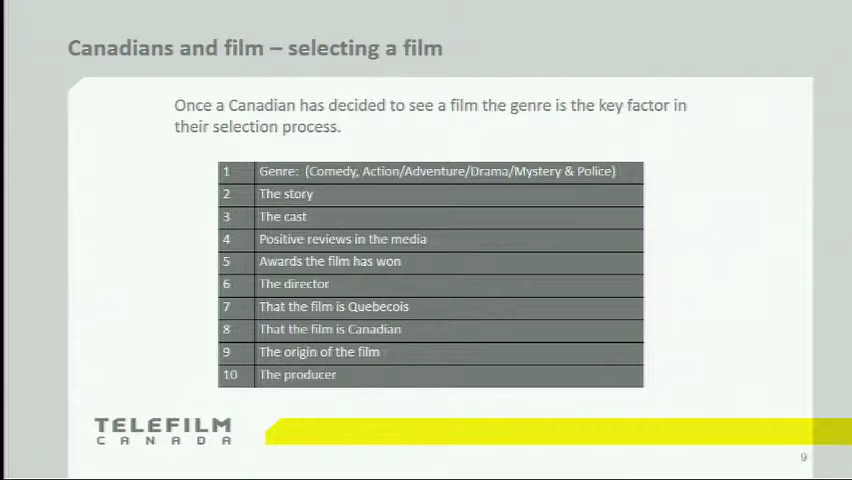 Canadians and film – selecting a film
Once a Canadian has decided to see a film the genre is the key factor in
their selection process.
1 Genre: (Comedy, Action/Adventure/Drama/Mystery & Police)
2 The story
3 The cast
4 Positive reviews in the media
5 Awards the film has won
6 The director
7 That the film is Quebecois
8 That the film is Canadian
9 The origin of the film
10 The producer
TELEFILM
CANADA
9